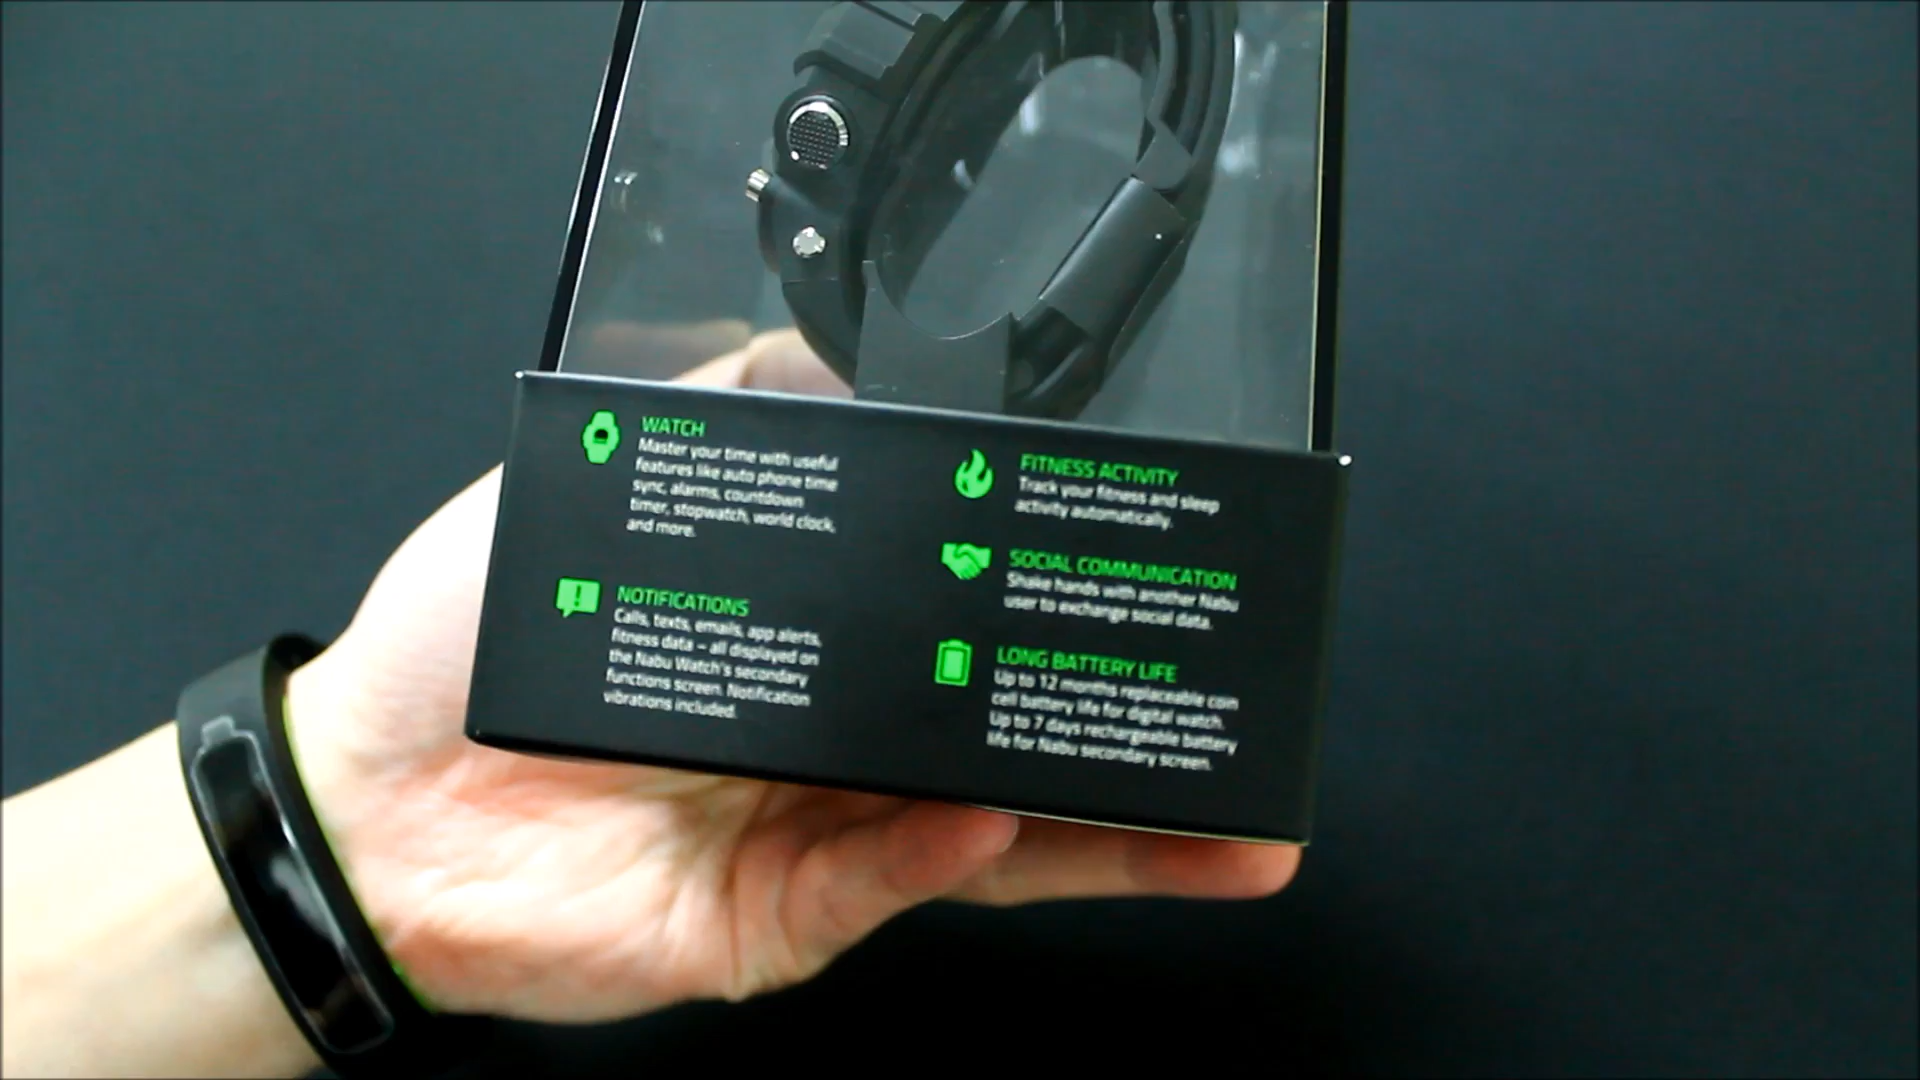 WATCH
Master your time with useful
features like auto phone time
sync, alarms, countdown
timer, stopwatch, world clock,
and more.
NOTIFICATIONS
Calls, texts, emails, app alerts,
fitness data – all displayed on
the Nabu Watch's secondary
functions screen. Notification
vibrations included.
FITNESS ACTIVITY
Track your fitness and sleep
activity automatically.
SOCIAL COMMUNICATION
Shake hands with another Nabu
user to exchange social data.
LONG BATTERY LIFE
Up to 12 months replaceable coin
cell battery life for digital watch.
Up to 7 days rechargeable battery
life for Nabu secondary screen.